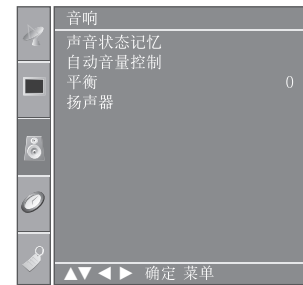 音响
声音状态记忆
自动音量控制
平衡 0
扬声器
▲▼◀▶ 确定 菜单